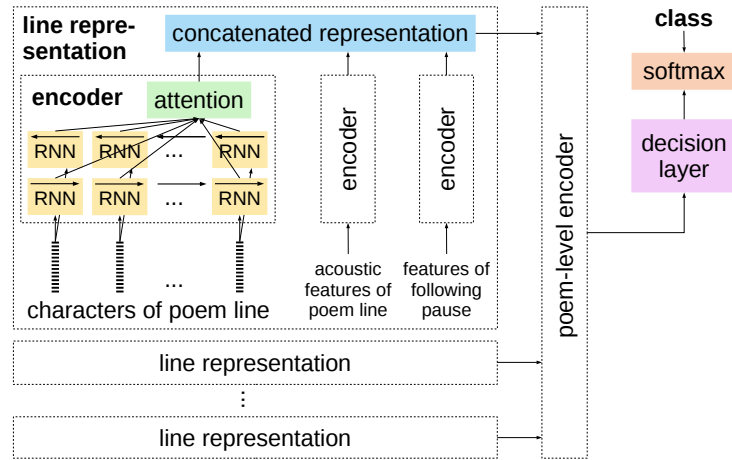 line repre-
sentation
concatenated representation
encoder
attention
RNN
RNN
...
RNN
RNN
RNN
...
RNN
...
characters of poem line
encoder
acoustic
features of
poem line
encoder
features of
following
pause
line representation
...
line representation
poem-level encoder
class
softmax
decision
layer